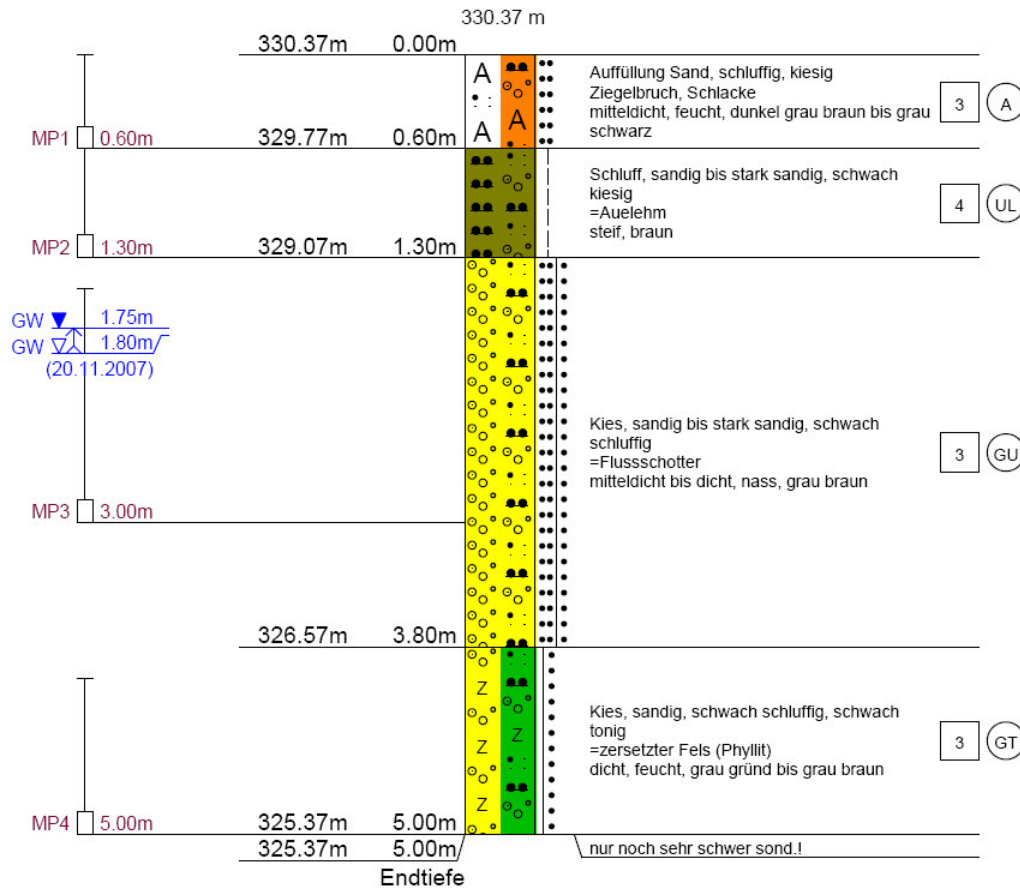 330.37 m
330.37m 0.00m
A
A
A
Auffüllung Sand, schluffig, kiesig
Ziegelbruch, Schlacke
mitteldicht, feucht, dunkel grau braun bis grau
schwarz
3 A
MP1 0.60m 329.77m 0.60m
Schluff, sandig bis stark sandig, schwach
kiesig
=Auelehm
steif, braun
4 UL
MP2 1.30m 329.07m 1.30m
GW 1.75m
GW 1.80m
(20.11.2007)
Kies, sandig bis stark sandig, schwach
schluffig
=Flussschotter
mitteldicht bis dicht, nass, grau braun
3 GU
MP3 3.00m
326.57m 3.80m
Z
Z
Z
Z
Kies, sandig, schwach schluffig, schwach
tonig
=zersetzter Fels (Phyllit)
dicht, feucht, grau gründ bis grau braun
3 GT
MP4 5.00m 325.37m 5.00m
325.37m 5.00m nur noch sehr schwer sond.!
Endtiefe